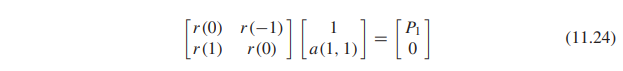 [r(0) r(−1)] [1] = [P₁]
[r(1) r(0)] [a(1, 1)] [0] (11.24)